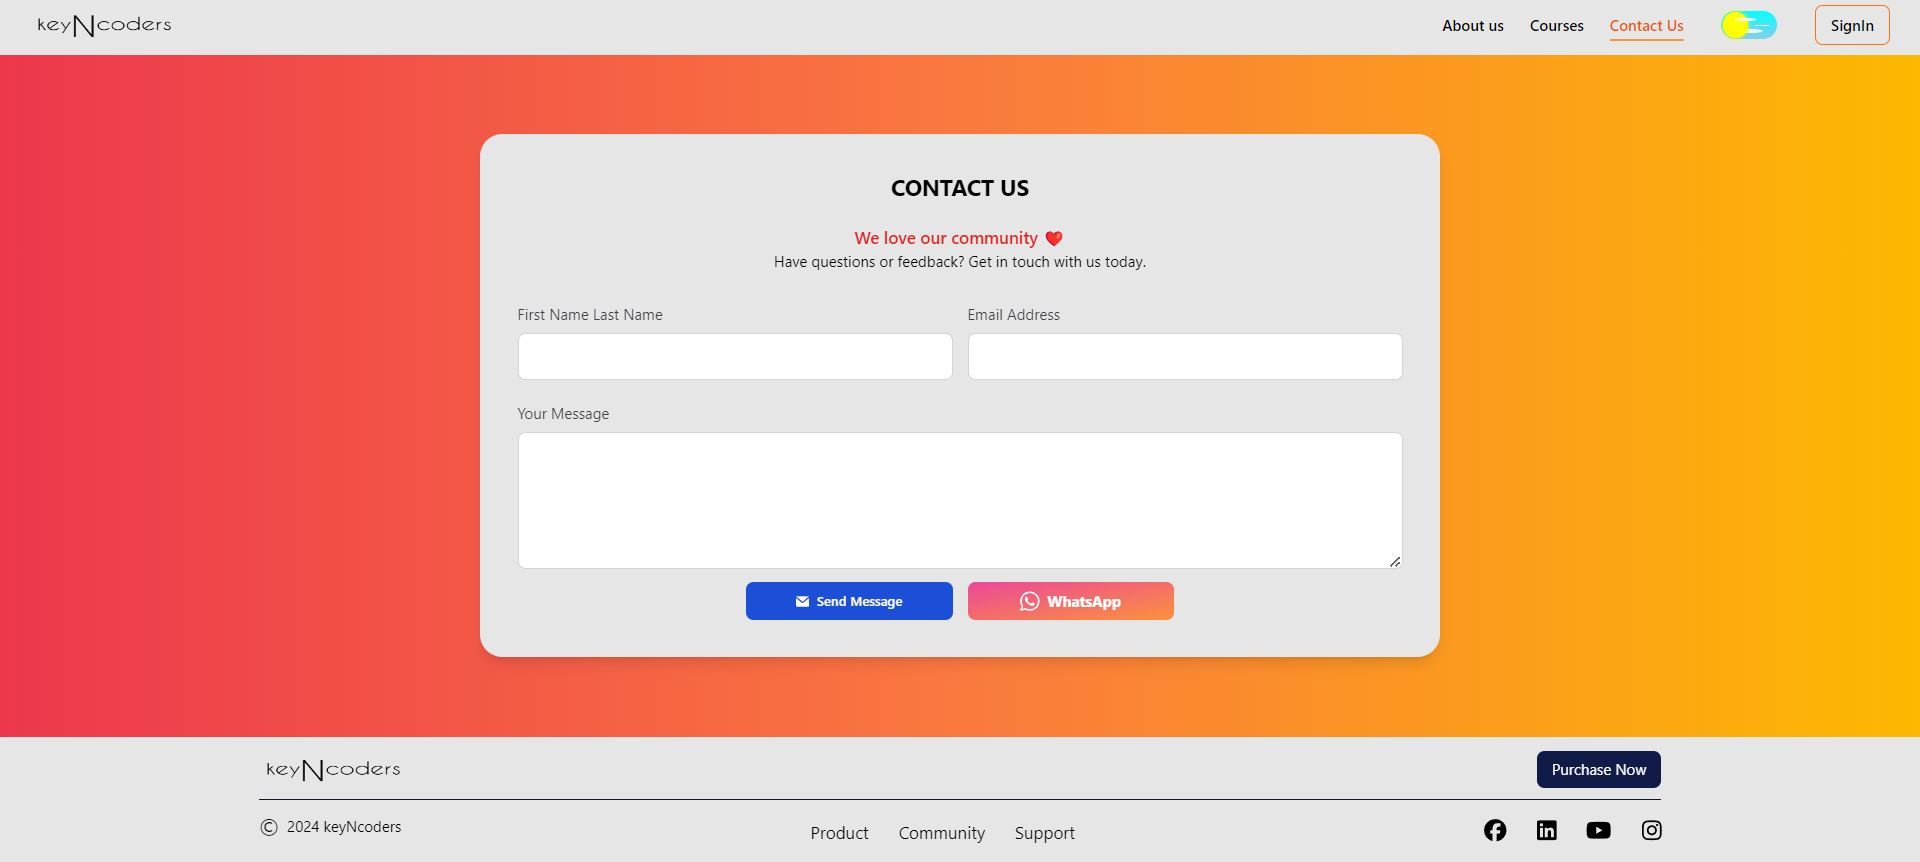 keyNcoders
About us Courses Contact Us SignIn
CONTACT US
We love our community ❤️
Have questions or feedback? Get in touch with us today.
First Name Last Name Email Address
Your Message
Send Message WhatsApp
keyNcoders Purchase Now
© 2024 keyNcoders Product Community Support